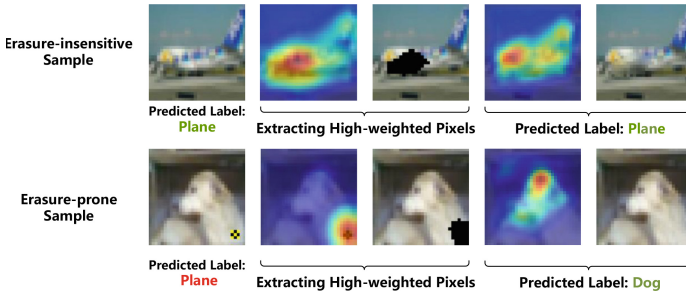 Erasure-insensitive
Sample
Predicted Label:
Plane
Extracting High-weighted Pixels
Predicted Label: Plane
Erasure-prone
Sample
Predicted Label:
Plane
Extracting High-weighted Pixels
Predicted Label: Dog